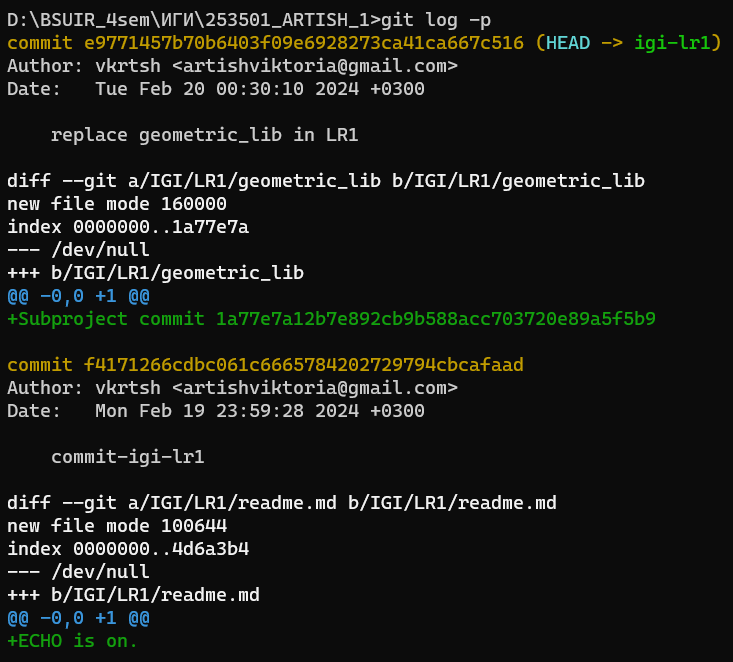 D:\BSUIR_4sem\ИГИ\253501_ARTISH_1>git log -p
commit e9771457b70b6403f09e6928273ca41ca667c516 (HEAD -> igi-lr1)
Author: vkrtsh <artishviktoria@gmail.com>
Date:   Tue Feb 20 00:30:10 2024 +0300
    replace geometric_lib in LR1
diff --git a/IGI/LR1/geometric_lib b/IGI/LR1/geometric_lib
new file mode 160000
index 0000000..1a77e7a
--- /dev/null
+++ b/IGI/LR1/geometric_lib
@@ -0,0 +1 @@
+Subproject commit 1a77e7a12b7e892cb9b588acc703720e89a5f5b9
commit f4171266cdbc061c6665784202729794cbcafaad
Author: vkrtsh <artishviktoria@gmail.com>
Date:   Mon Feb 19 23:59:28 2024 +0300
    commit-igi-lr1
diff --git a/IGI/LR1/readme.md b/IGI/LR1/readme.md
new file mode 100644
index 0000000..4d6a3b4
--- /dev/null
+++ b/IGI/LR1/readme.md
@@ -0,0 +1 @@
+ECHO is on.